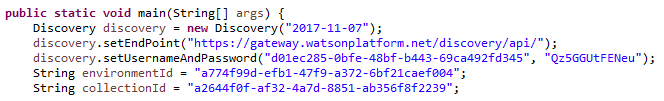 public static void main(String[] args) {
Discovery discovery = new Discovery("2017-11-07");
discovery.setEndPoint("https://gateway.watsonplatform.net/discovery/api/");
discovery.setUsernameAndPassword("d01ec285-0bfe-48bf-b443-69ca492fd345", "Qz5GGUtFENeu");
String environmentId = "a774f99d-efb1-47f9-a372-6bf21caef004";
String collectionId = "a2644f0f-af32-4a7d-8851-ab356f8f2239";